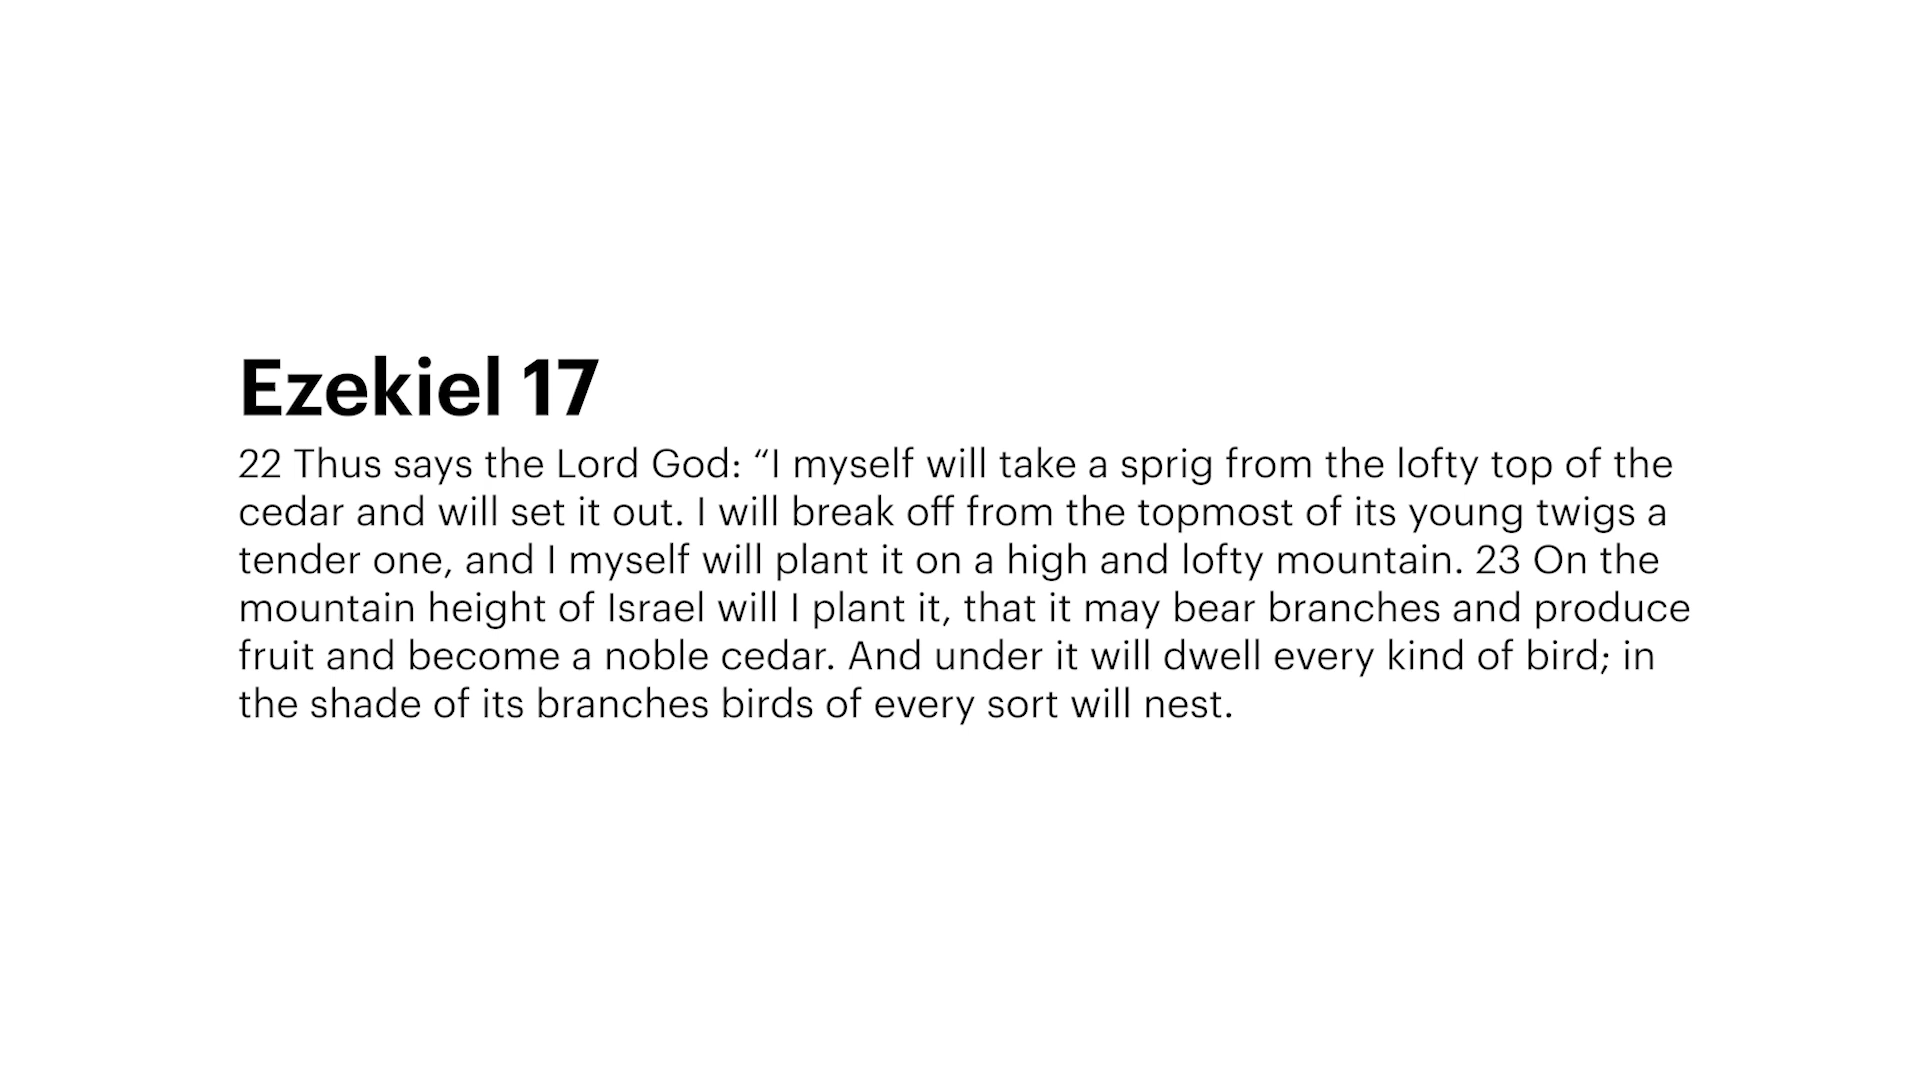 Ezekiel 17
22 Thus says the Lord God: “I myself will take a sprig from the lofty top of the
cedar and will set it out. I will break off from the topmost of its young twigs a
tender one, and I myself will plant it on a high and lofty mountain. 23 On the
mountain height of Israel will I plant it, that it may bear branches and produce
fruit and become a noble cedar. And under it will dwell every kind of bird; in
the shade of its branches birds of every sort will nest.